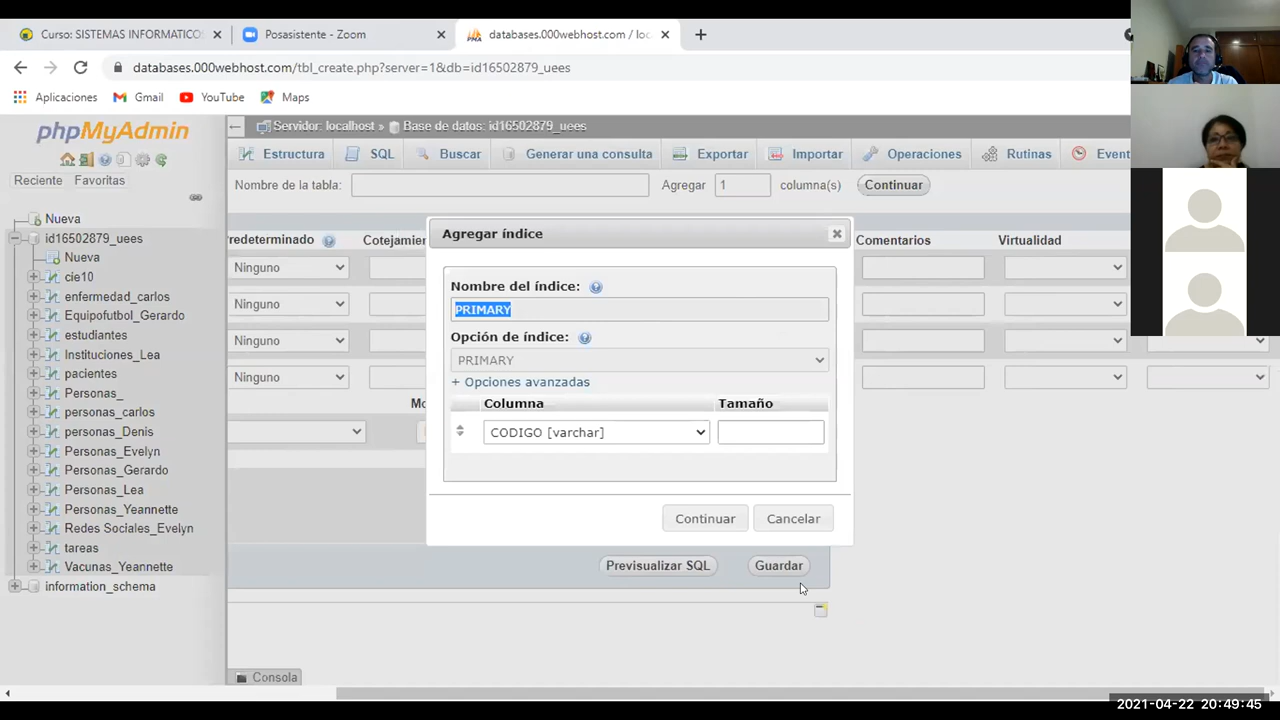 Curso: SISTEMAS INFORMATICOS
Posasistente - Zoom
databases.000webhost.com / loc
databases.000webhost.com/tbl_create.php?server=1&db=id16502879_uees
Aplicaciones
Gmail
YouTube
Maps
phpMyAdmin
Servidor: localhost » Base de datos: id16502879_uees
Estructura
SQL
Buscar
Generar una consulta
Exportar
Importar
Operaciones
Rutinas
Event
Reciente
Favoritas
Nombre de la tabla:
Agregar 1 columna(s)
Continuar
Nueva
id16502879_uees
Nueva
cie10
enfermedad_carlos
Equipofutbol_Gerardo
estudiantes
Instituciones_Lea
pacientes
Personas_
personas_carlos
personas_Denis
Personas_Evelyn
Personas_Gerardo
Personas_Lea
Personas_Yeannette
Redes Sociales_Evelyn
tareas
Vacunas_Yeannette
information_schema
redeterminado
Cotejamien
Comentarios
Virtualidad
Ninguno
Ninguno
Ninguno
Ninguno
Mo
Agregar índice
Nombre del índice:
PRIMARY
Opción de índice:
PRIMARY
+ Opciones avanzadas
Columna
Tamaño
CODIGO [varchar]
Continuar
Cancelar
Previsualizar SQL
Guardar
Consola
2021-04-22 20:49:45